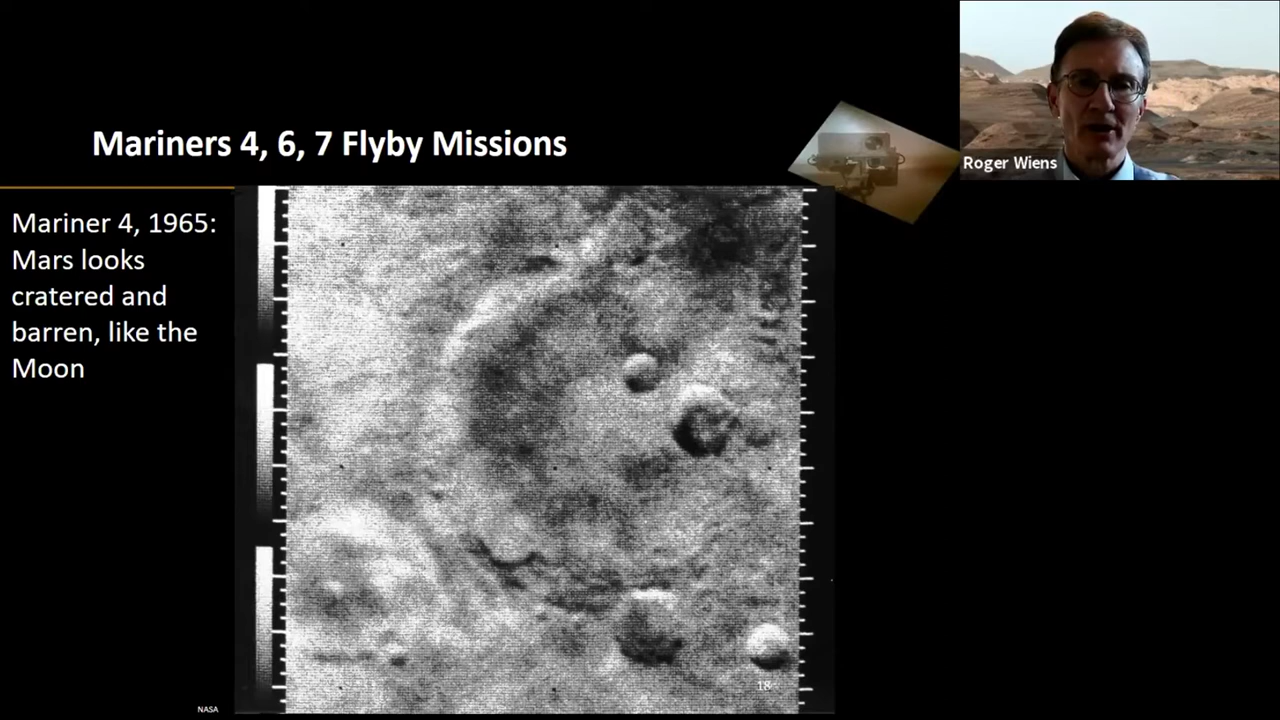 Mariners 4, 6, 7 Flyby Missions
Roger Wiens
Mariner 4, 1965:
Mars looks
cratered and
barren, like the
Moon
18
NASA